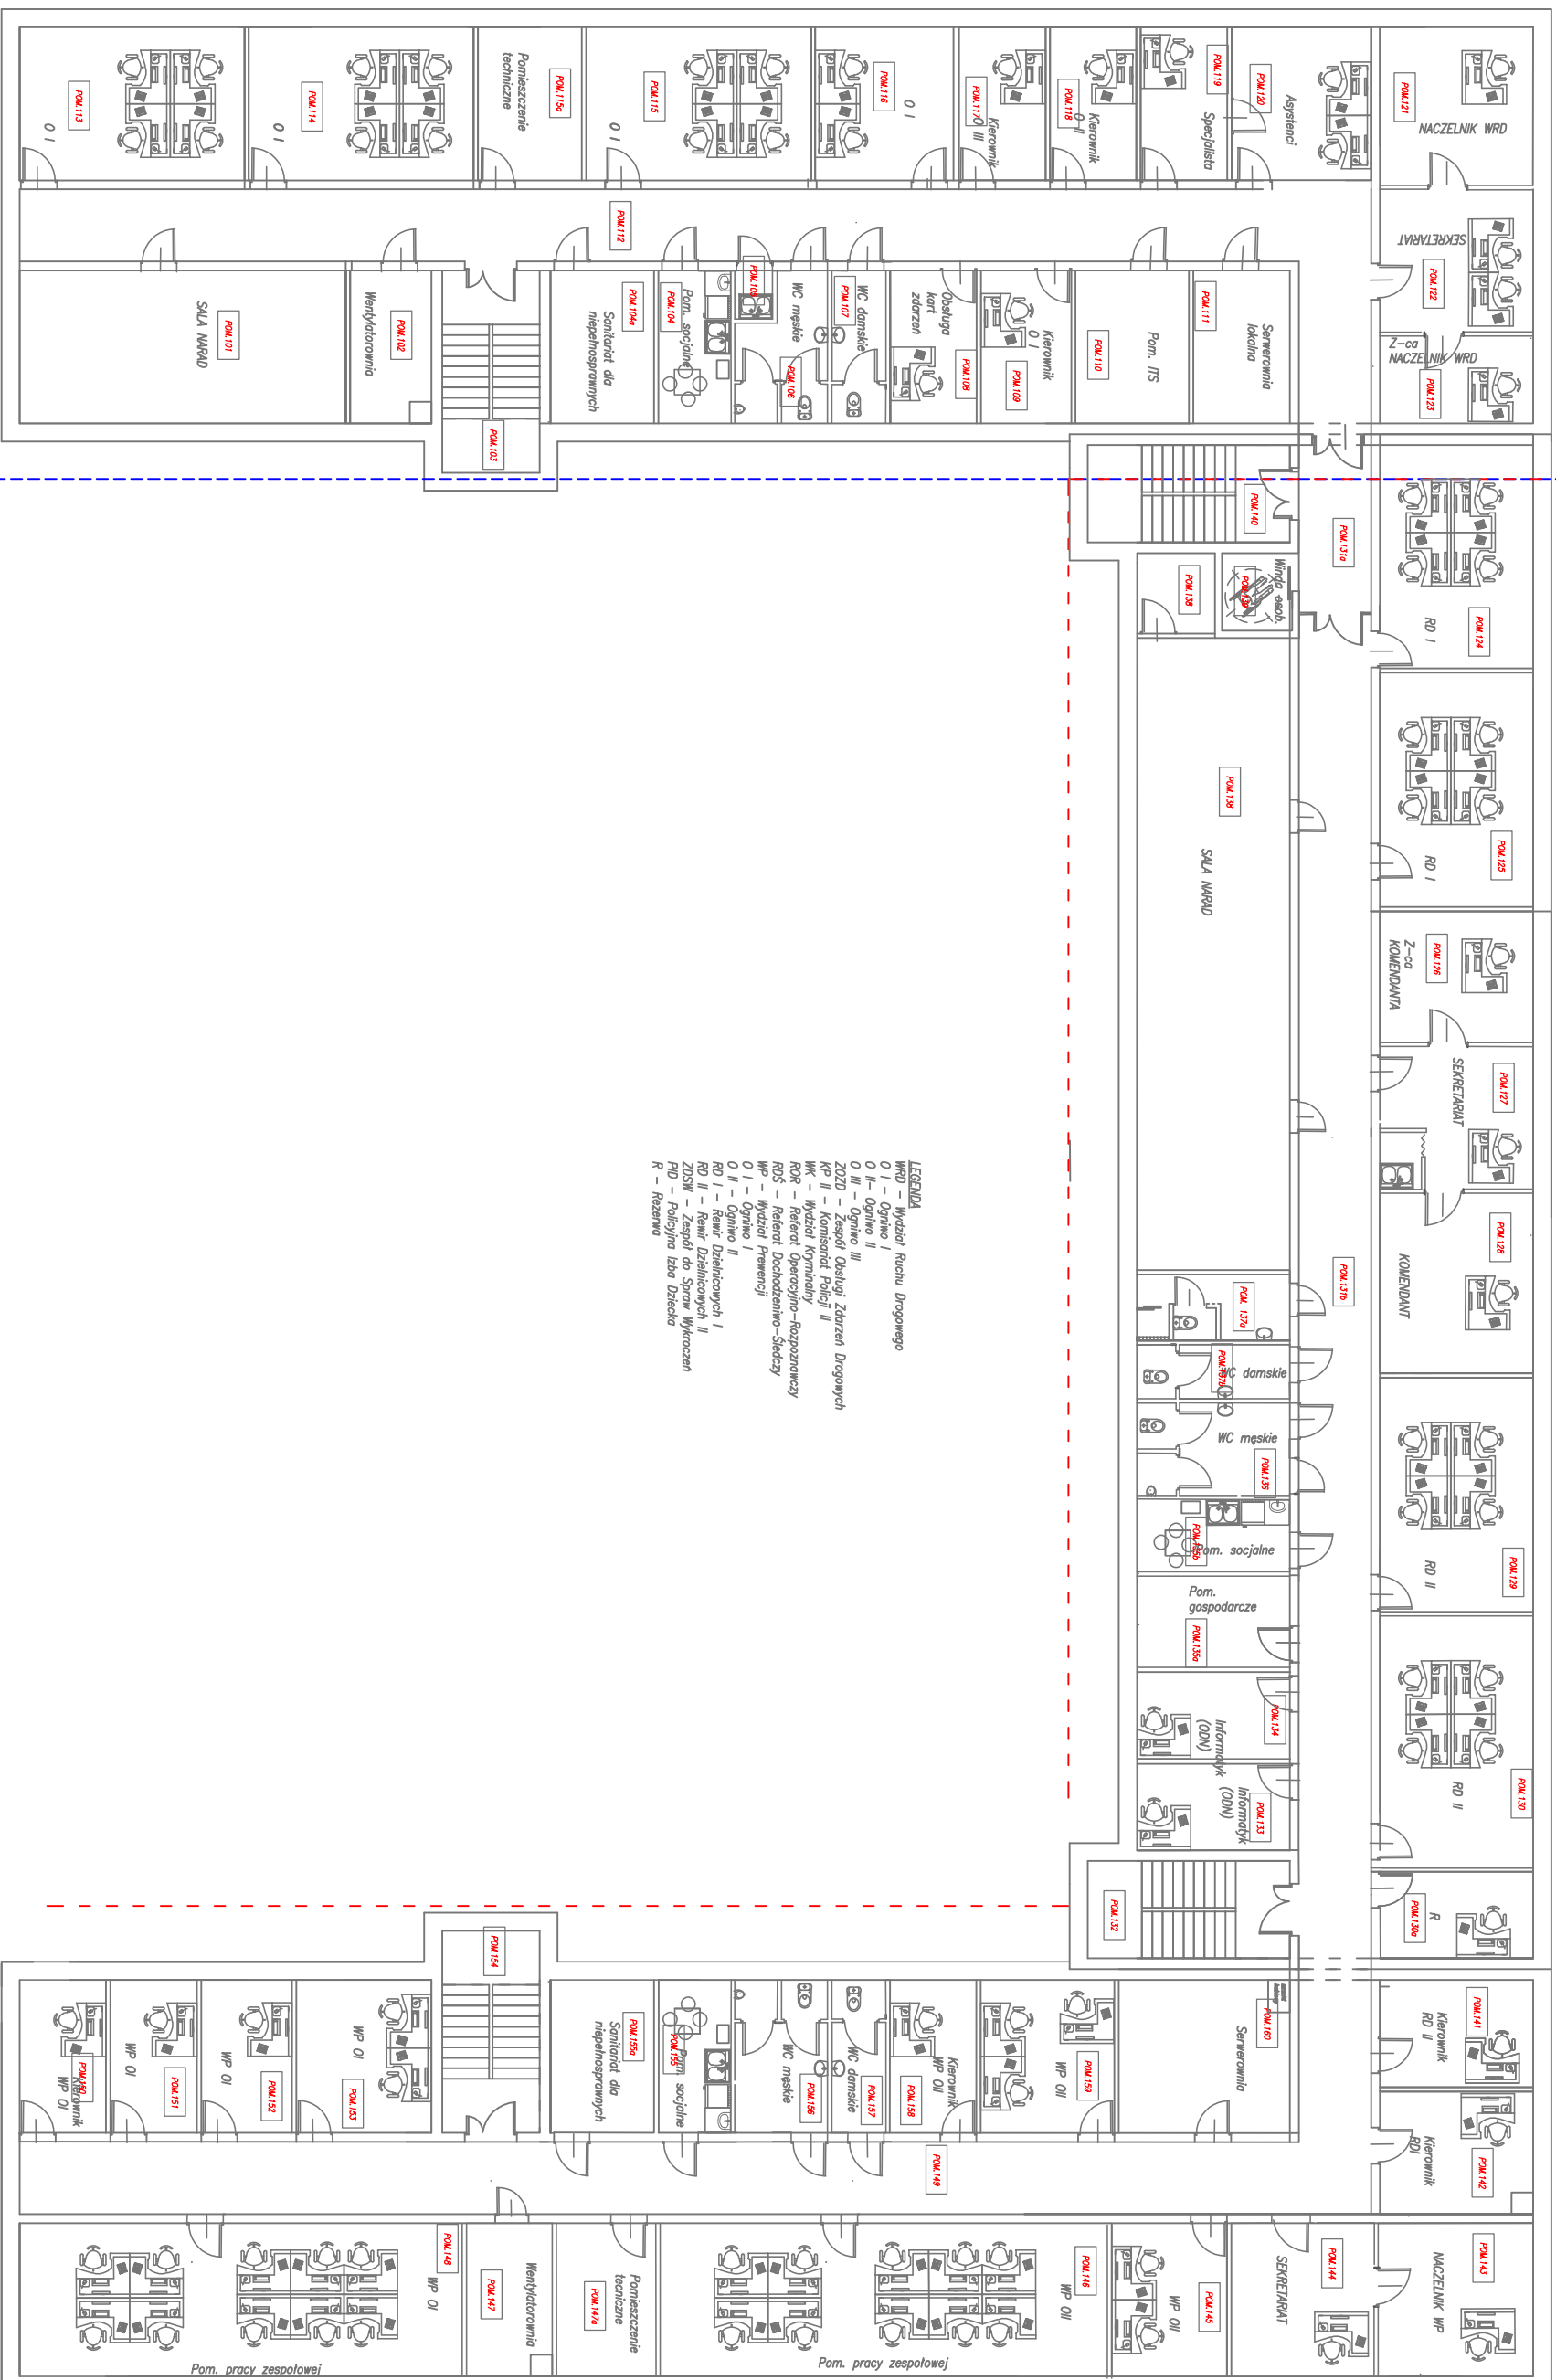 POM.113
O I
POM.114
O I
Pomieszczenie
techniczne
POM.115a
POM.115
O I
POM.116
O I
POM.117
Kierownik
O III
POM.118
Kierownik
O II
POM.119
Specjalista
POM.120
Asystenci
POM.121
NACZELNIK WRD
SEKRETARIAT
POM.122
Z-ca
NACZELNIK WRD
POM.123
POM.112
POM.101
SALA NARAD
POM.102
Wentylatorownia
POM.103
POM.104a
Sanitariat dla
niepełnosprawnych
POM.104
Pom. socjalne
POM.105
WC męskie
POM.106
POM.107
WC damskie
Obsługa
kart
zdarzeń
POM.108
Kierownik
O I
POM.109
POM.110
Pom. ITS
POM.111
Serwerownia
lokalna
POM.140
POM.131a
POM.138
Winda osob.
POM.124
RD I
POM.125
RD I
POM.138
SALA NARAD
POM.126
Z-ca
KOMENDANTA
POM.127
SEKRETARIAT
POM.128
KOMENDANT
POM.131b
POM. 137a
POM.137b
WC damskie
WC męskie
POM.136
POM.135b
Pom. socjalne
Pom.
gospodarcze
POM.135a
POM.134
Informatyk
(ODN)
POM.133
Informatyk
(ODN)
POM.132
POM.129
RD II
POM.130
RD II
POM.130a
R
LEGENDA
WRD – Wydział Ruchu Drogowego
O I – Ogniwo I
O II– Ogniwo II
O III – Ogniwo III
ZOZD – Zespół Obsługi Zdarzeń Drogowych
KP II – Komisariat Policji II
WK – Wydział Kryminalny
ROR – Referat Operacyjno–Rozpoznawczy
RDŚ – Referat Dochodzeniwo–Śledczy
WP – Wydział Prewencji
O I – Ogniwo I
O II – Ogniwo II
RD I – Rewir Dzielnicowych I
RD II – Rewir Dzielnicowych II
ZDSW – Zespół do Spraw Wykroczeń
PID – Policyjna Izba Dziecka
R – Rezerwa
POM.141
Kierownik
RD II
POM.142
Kierownik
RDI
POM.143
NACZELNIK WP
POM.144
SEKRETARIAT
POM.145
WP OII
POM.146
WP OII
Pom. pracy zespołowej
POM.147a
Pomieszczenie
techniczne
POM.147
Wentylatorownia
POM.148
WP OI
Pom. pracy zespołowej
POM.149
POM.150
Kierownik
WP OI
POM.151
WP OI
POM.152
WP OI
POM.153
WP OI
POM.154
POM.155a
Sanitariat dla
niepełnosprawnych
POM.155
Pom. socjalne
POM.156
WC męskie
POM.157
WC damskie
POM.158
Kierownik
WP OII
POM.159
WP OII
POM.160
Serwerownia